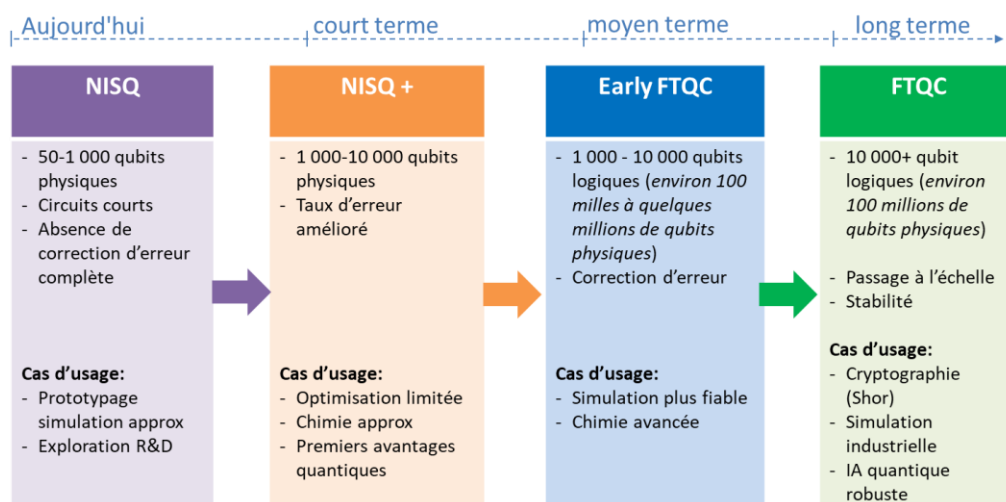 Aujourd'hui
court terme
moyen terme
long terme
NISQ
- 50-1 000 qubits
physiques
- Circuits courts
- Absence de
correction d'erreur
complète
Cas d'usage:
- Prototypage
simulation approx
- Exploration R&D
NISQ +
- 1 000-10 000 qubits
physiques
- Taux d'erreur
amélioré
Cas d'usage:
- Optimisation limitée
- Chimie approx
- Premiers avantages
quantiques
Early FTQC
- 1 000 - 10 000 qubits
logiques (environ 100
milles à quelques
millions de qubits
physiques)
- Correction d'erreur
Cas d'usage:
- Simulation plus fiable
- Chimie avancée
FTQC
- 10 000+ qubit
logiques (environ
100 millions de
qubits physiques)
- Passage à l'échelle
- Stabilité
Cas d'usage:
- Cryptographie
(Shor)
- Simulation
industrielle
- IA quantique
robuste